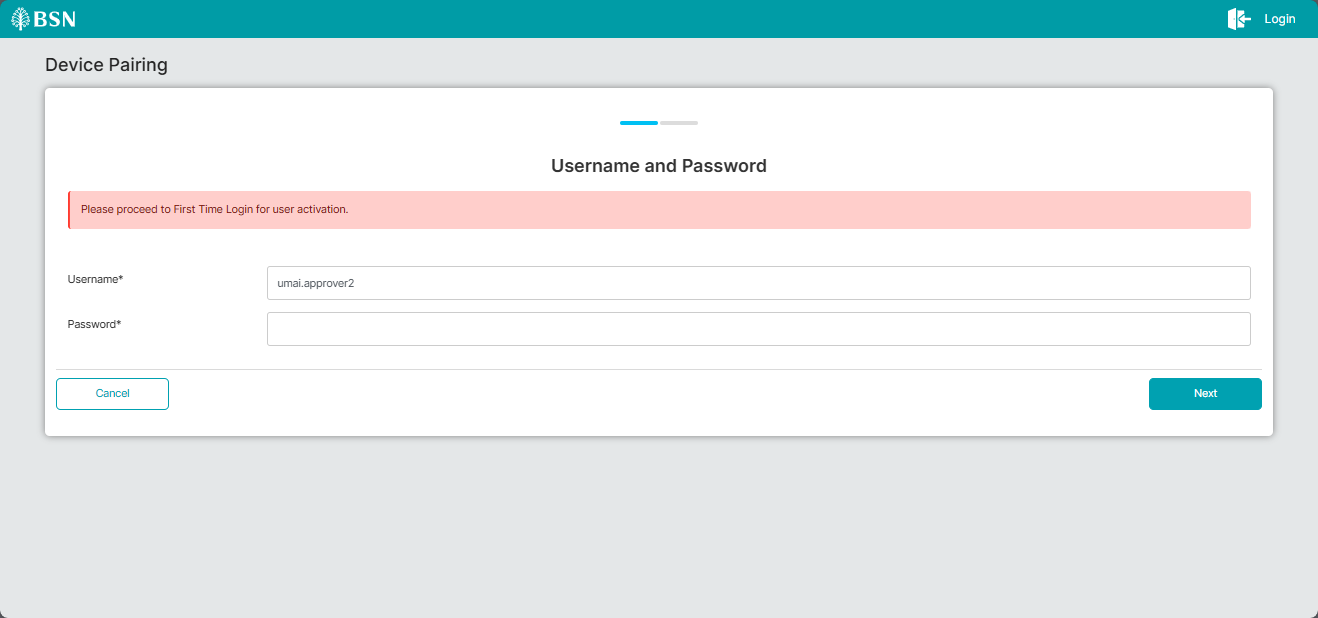 BSN
Login
Device Pairing
Username and Password
Please proceed to First Time Login for user activation.
Username*
umai.approver2
Password*
Cancel
Next